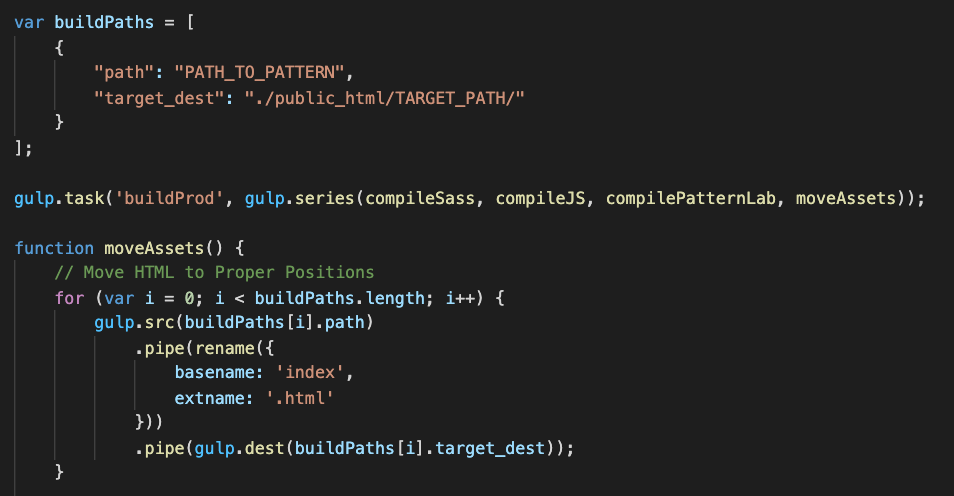 var buildPaths = [
    {
        "path": "PATH_TO_PATTERN",
        "target_dest": "./public_html/TARGET_PATH/"
    }
];

gulp.task('buildProd', gulp.series(compileSass, compileJS, compilePatternLab, moveAssets));

function moveAssets() {
    // Move HTML to Proper Positions
    for (var i = 0; i < buildPaths.length; i++) {
        gulp.src(buildPaths[i].path)
            .pipe(rename({
                basename: 'index',
                extname: '.html'
            }))
            .pipe(gulp.dest(buildPaths[i].target_dest));
    }